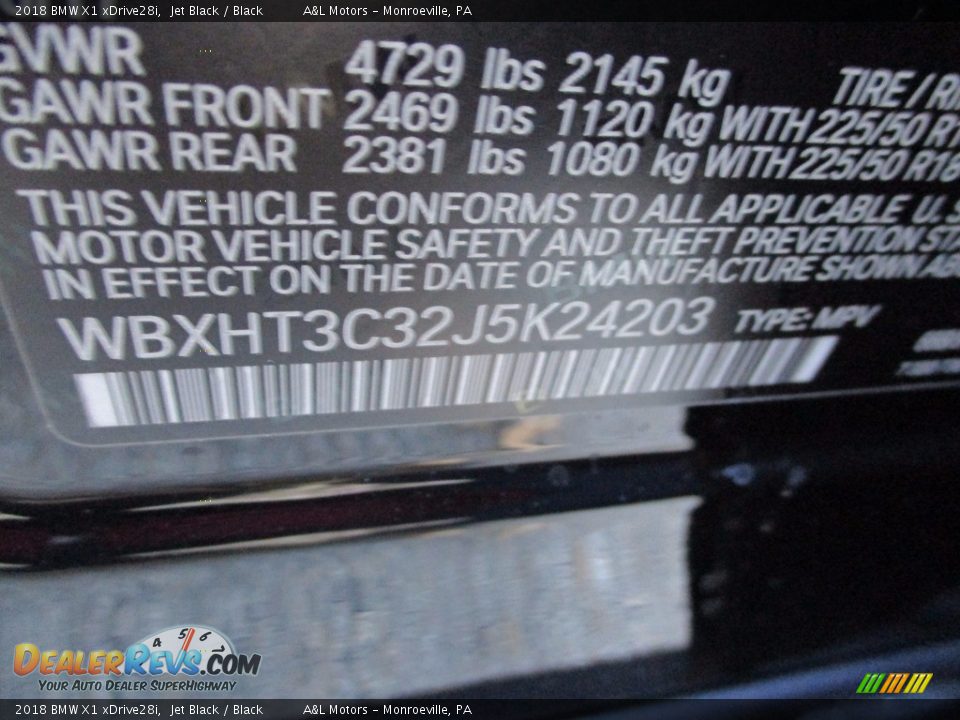 2018 BMW X1 xDrive28i, Jet Black / Black A&L Motors - Monroeville, PA
GVWR 4729 lbs 2145 kg TIRE / RI
GAWR FRONT 2469 lbs 1120 kg WITH 225/50 R1
GAWR REAR 2381 lbs 1080 kg WITH 225/50 R18
THIS VEHICLE CONFORMS TO ALL APPLICABLE U.S
MOTOR VEHICLE SAFETY AND THEFT PREVENTION STA
IN EFFECT ON THE DATE OF MANUFACTURE SHOWN ABO
WBXHT3C32J5K24203 TYPE: MPV
4 5 6
DEALERREVS.COM
YOUR AUTO DEALER SUPERHIGHWAY
2018 BMW X1 xDrive28i, Jet Black / Black A&L Motors - Monroeville, PA